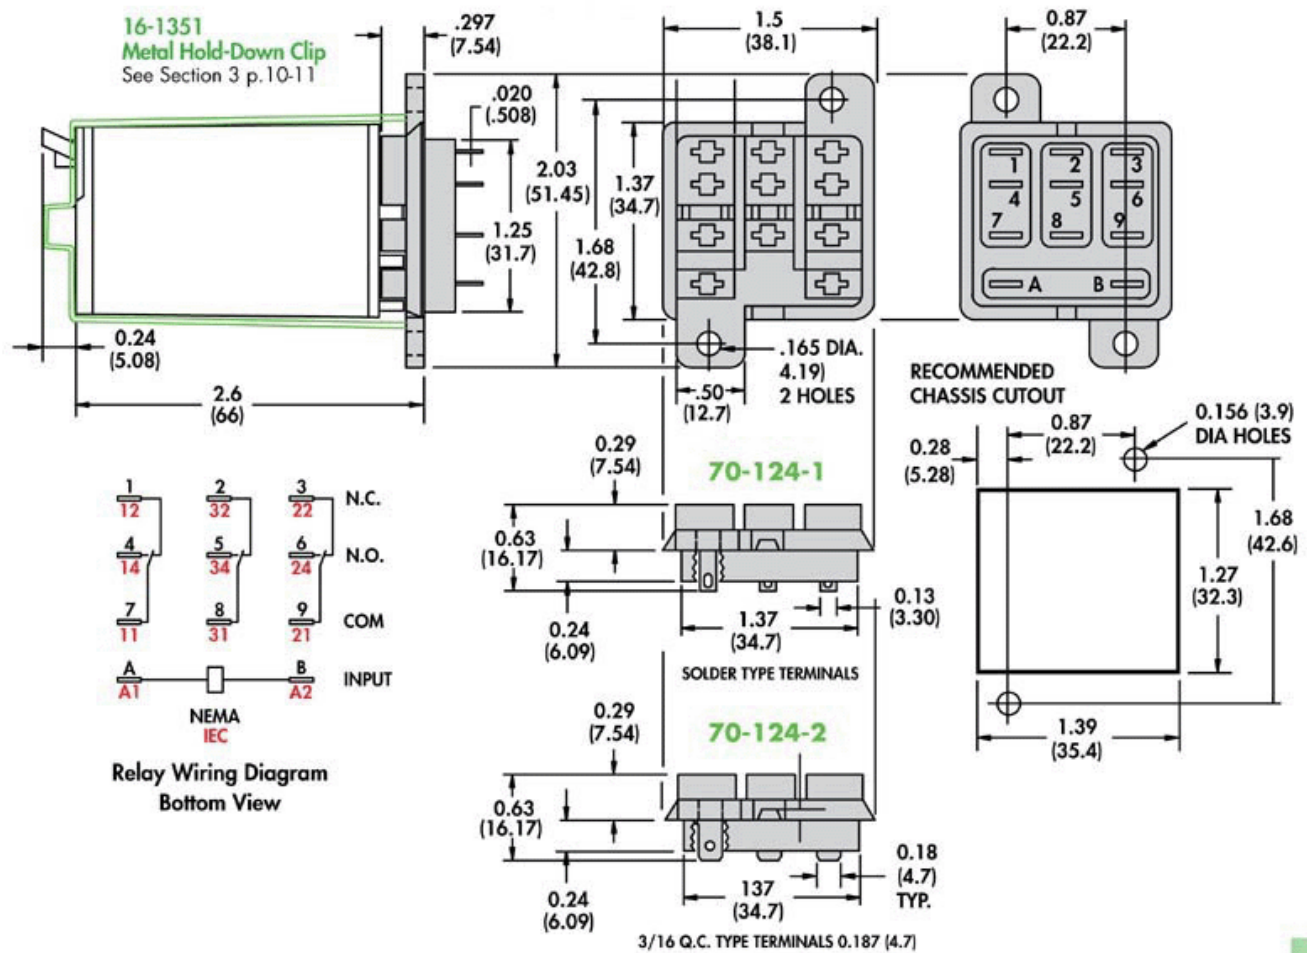 16-1351
Metal Hold-Down Clip
See Section 3 p.10-11
.297
(7.54)
.020
(.508)
2.03
(51.45)
1.25
(31.7)
0.24
(5.08)
2.6
(66)
1.5
(38.1)
1.37
(34.7)
1.68
(42.8)
.165 DIA.
4.19)
2 HOLES
.50
(12.7)
0.87
(22.2)
1 2 3
4 5 6
7 8 9
A B
RECOMMENDED
CHASSIS CUTOUT
0.87
(22.2)
0.156 (3.9)
DIA HOLES
0.28
(5.28)
1.68
(42.6)
1.27
(32.3)
1.39
(35.4)
70-124-1
0.29
(7.54)
0.63
(16.17)
0.24
(6.09)
1.37
(34.7)
0.13
(3.30)
SOLDER TYPE TERMINALS
70-124-2
0.29
(7.54)
0.63
(16.17)
0.24
(6.09)
137
(34.7)
0.18
(4.7)
TYP.
3/16 Q.C. TYPE TERMINALS 0.187 (4.7)
1 2 3 N.C.
12 32 22
4 5 6 N.O.
14 34 24
7 8 9 COM
11 31 21
A B INPUT
A1 A2
NEMA
IEC
Relay Wiring Diagram
Bottom View